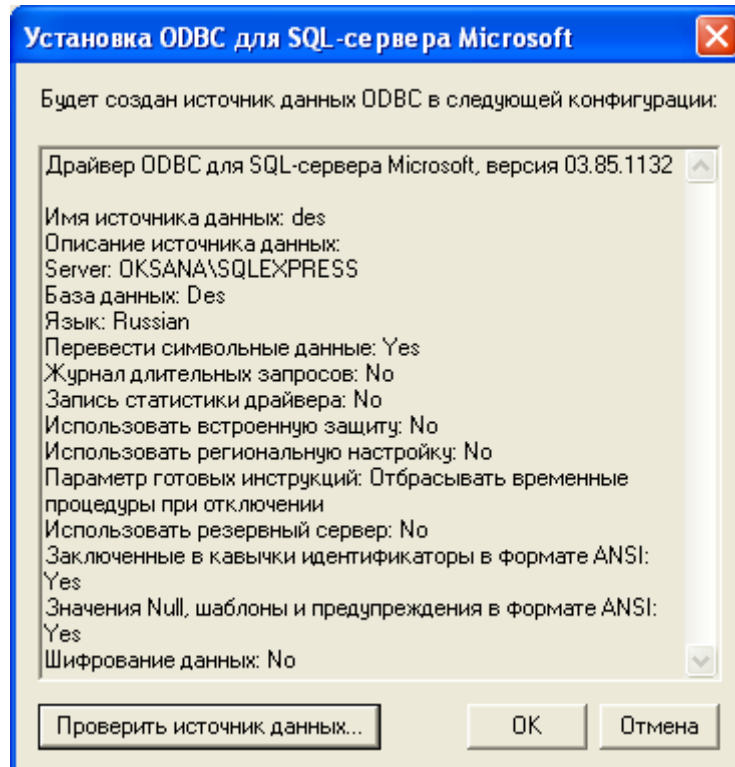 Установка ODBC для SQL-сервера Microsoft
Будет создан источник данных ODBC в следующей конфигурации:
Драйвер ODBC для SQL-сервера Microsoft, версия 03.85.1132
Имя источника данных: des
Описание источника данных:
Server: OKSANA\SQLEXPRESS
База данных: Des
Язык: Russian
Перевести символьные данные: Yes
Журнал длительных запросов: No
Запись статистики драйвера: No
Использовать встроенную защиту: No
Использовать региональную настройку: No
Параметр готовых инструкций: Отбрасывать временные
процедуры при отключении
Использовать резервный сервер: No
Заключенные в кавычки идентификаторы в формате ANSI:
Yes
Значения Null, шаблоны и предупреждения в формате ANSI:
Yes
Шифрование данных: No
Проверить источник данных... OK Отмена